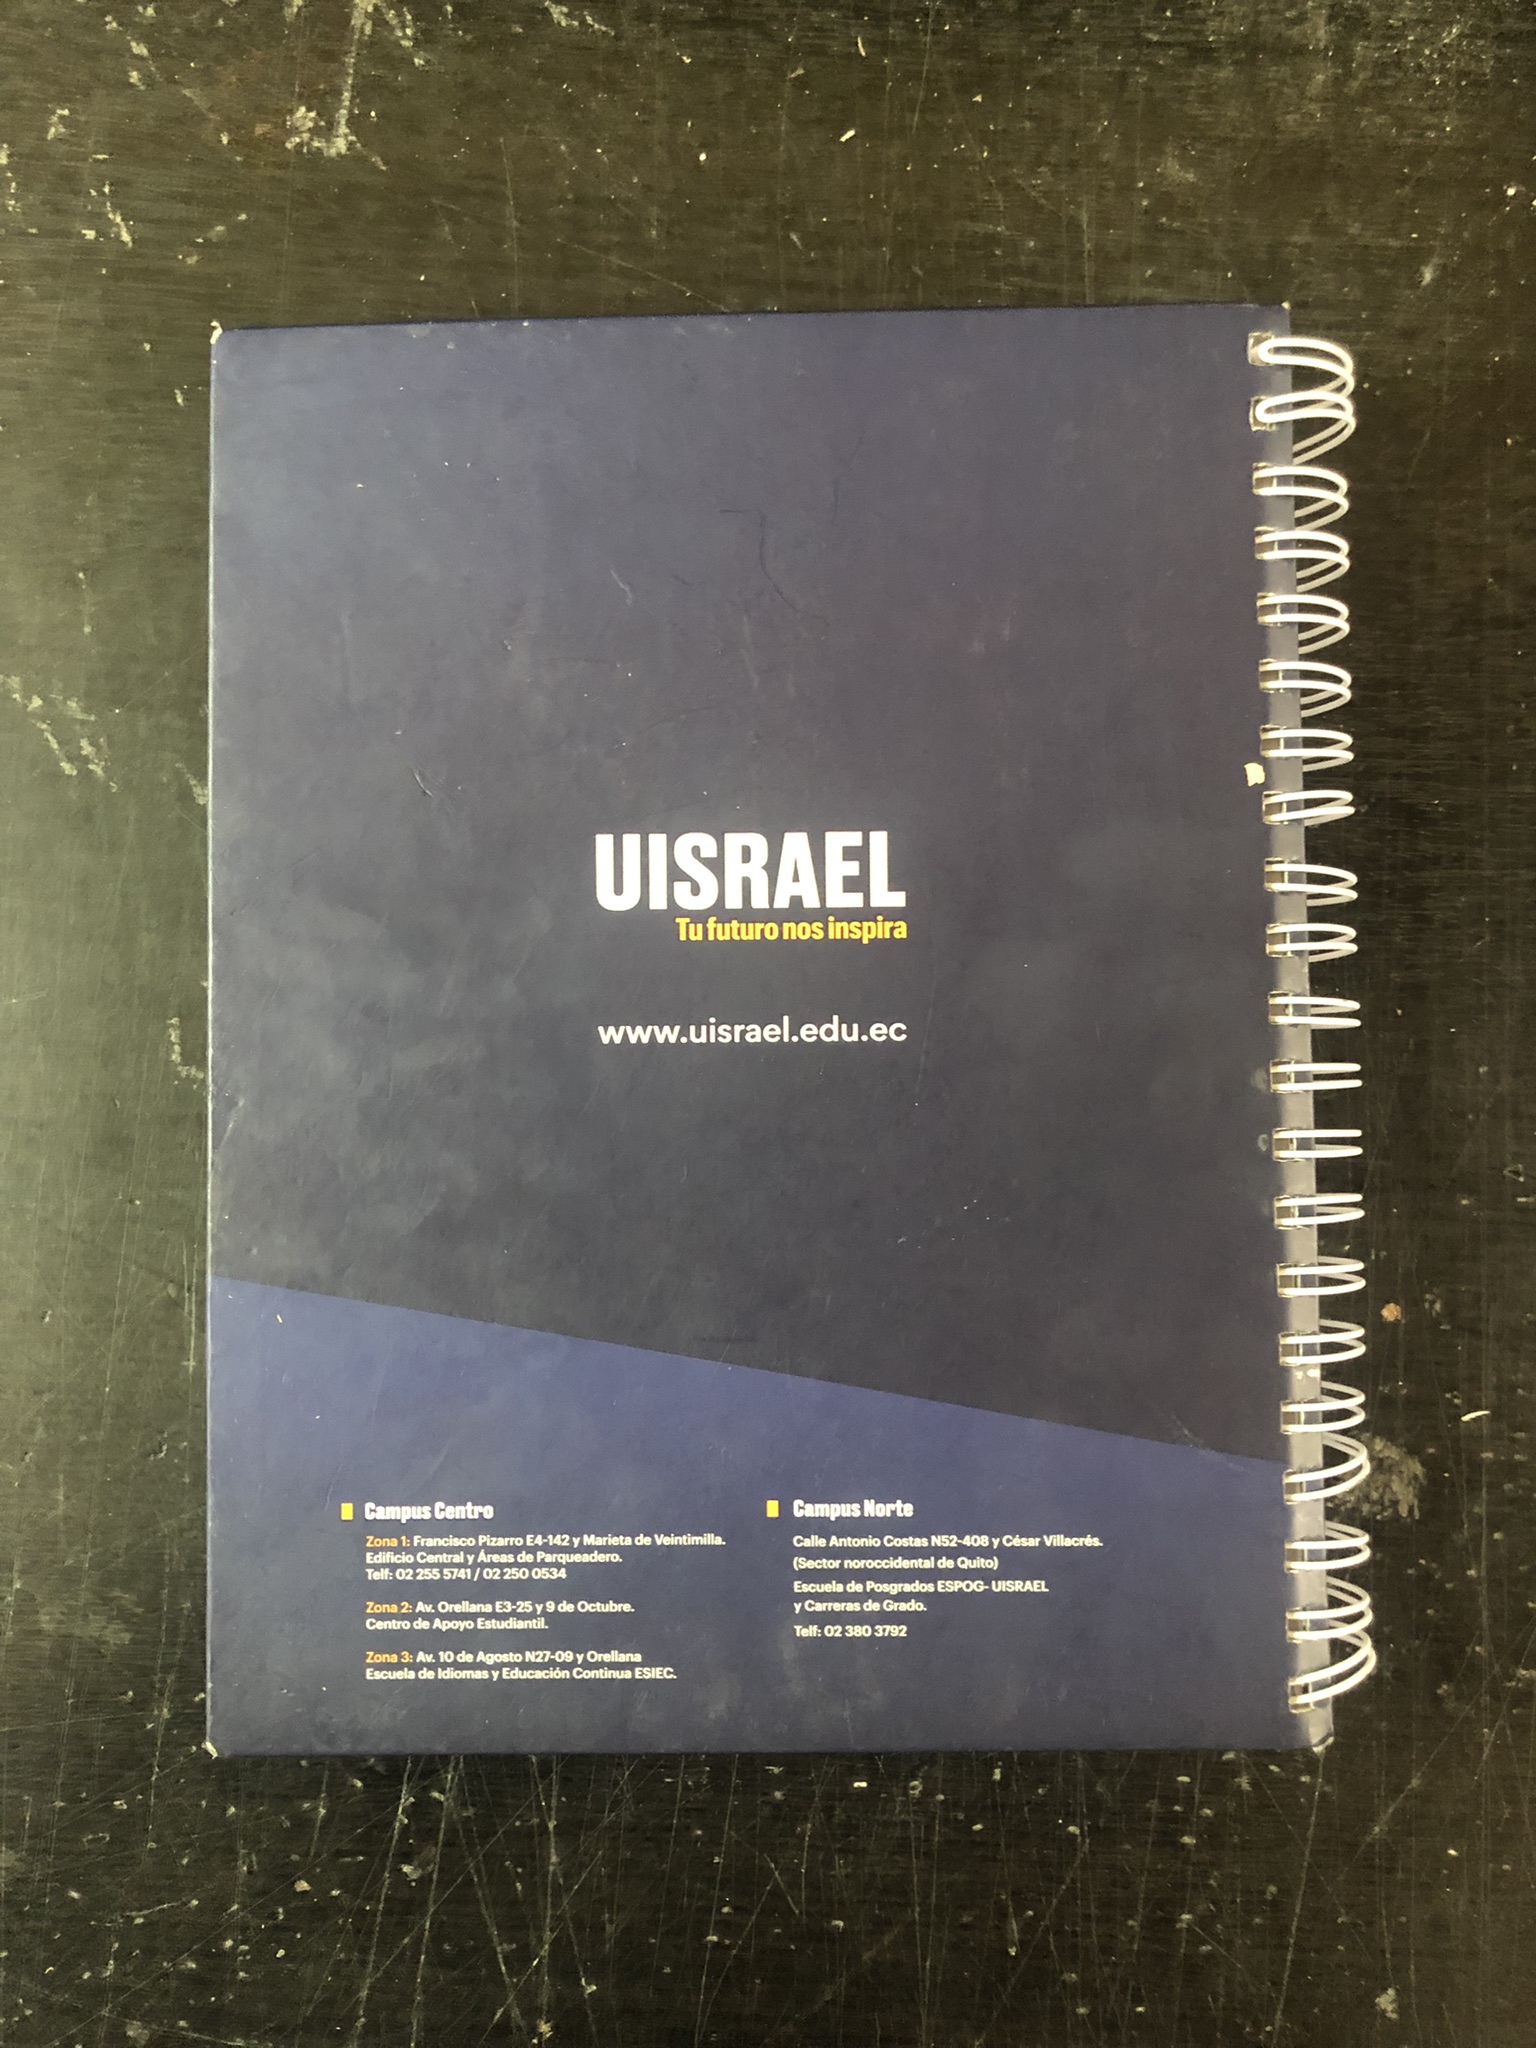 UISRAEL
Tu futuro nos inspira
www.uisrael.edu.ec
Campus Centro
Zona 1: Francisco Pizarro E4-142 y Marieta de Veintimilla.
Edificio Central y Áreas de Parqueadero.
Telf: 02 255 5741 / 02 250 0534
Zona 2: Av. Orellana E3-25 y 9 de Octubre.
Centro de Apoyo Estudiantil.
Zona 3: Av. 10 de Agosto N27-09 y Orellana
Escuela de Idiomas y Educación Continua ESIEC.
Campus Norte
Calle Antonio Costas N52-408 y César Villacrés.
(Sector noroccidental de Quito)
Escuela de Posgrados ESPOG- UISRAEL
y Carreras de Grado.
Telf: 02 380 3792